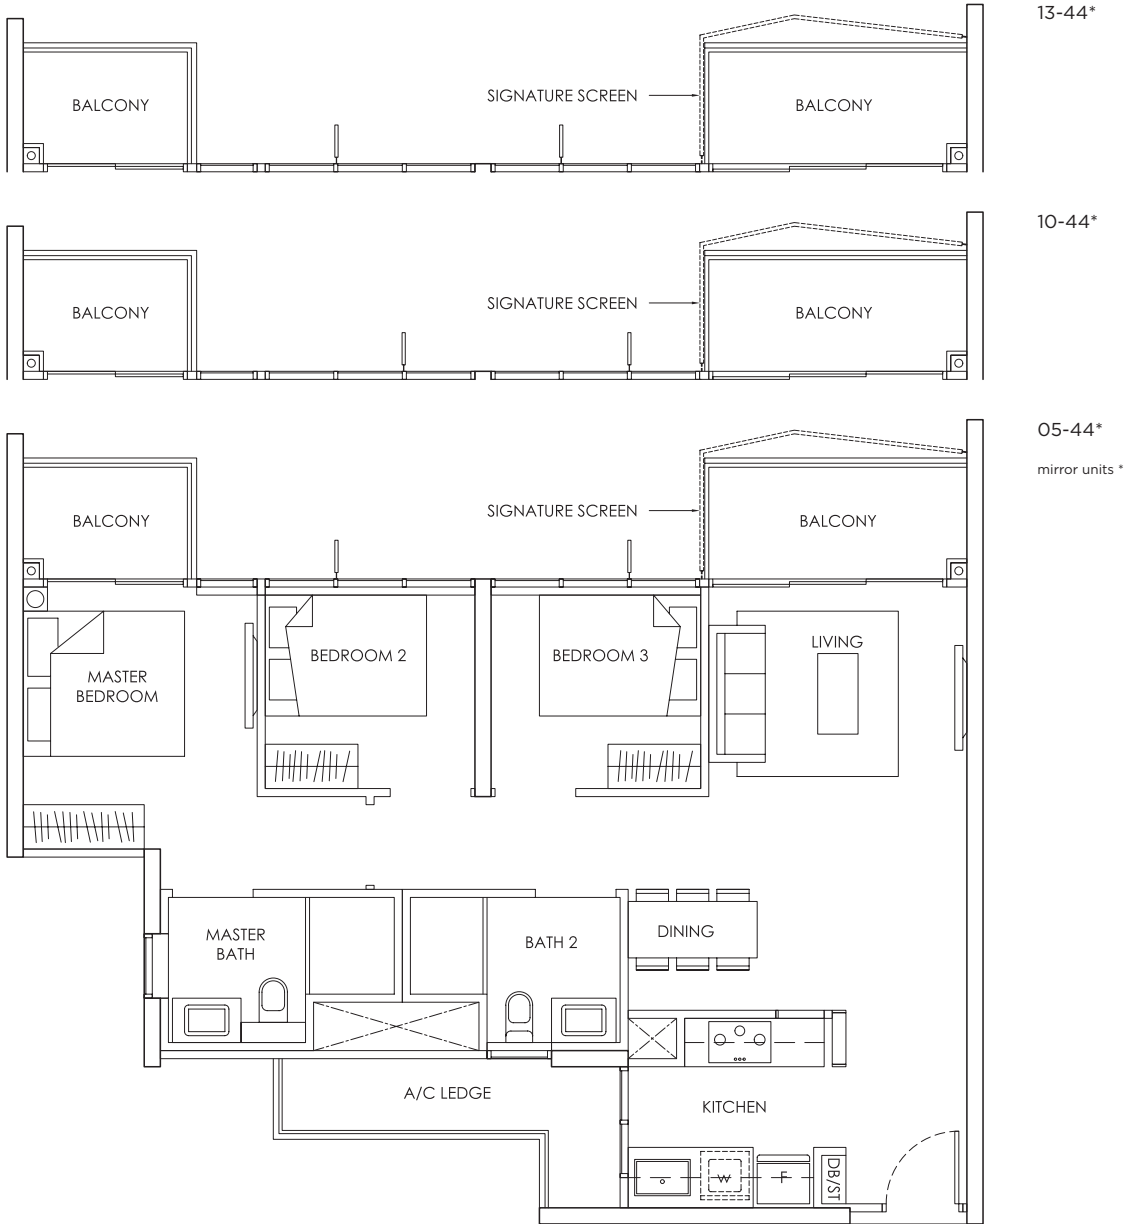 13-44*
BALCONY
SIGNATURE SCREEN
BALCONY
10-44*
BALCONY
SIGNATURE SCREEN
BALCONY
05-44*
mirror units *
BALCONY
SIGNATURE SCREEN
BALCONY
MASTER
BEDROOM
BEDROOM 2
BEDROOM 3
LIVING
MASTER
BATH
BATH 2
DINING
A/C LEDGE
KITCHEN
W
F
DB/ST